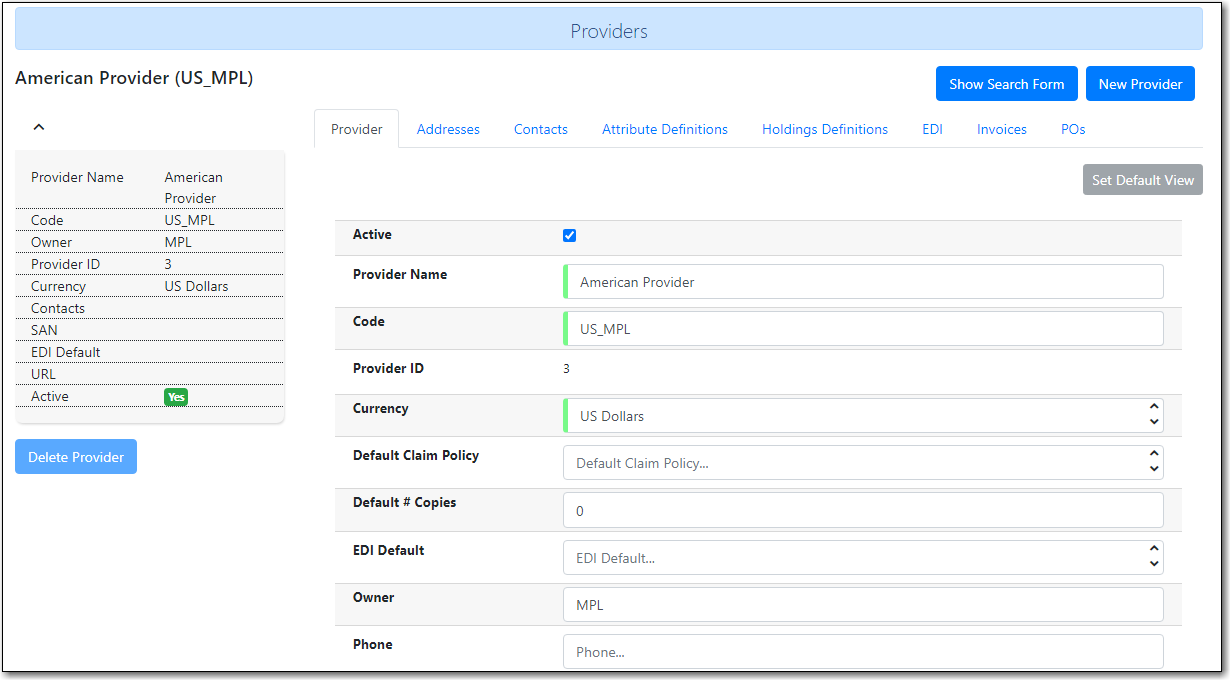 Providers
American Provider (US_MPL)
Show Search Form
New Provider
Provider
Addresses
Contacts
Attribute Definitions
Holdings Definitions
EDI
Invoices
POs
Set Default View
Provider Name American
Provider
Code US_MPL
Owner MPL
Provider ID 3
Currency US Dollars
Contacts
SAN
EDI Default
URL
Active Yes
Delete Provider
Active
Provider Name American Provider
Code US_MPL
Provider ID 3
Currency US Dollars
Default Claim Policy Default Claim Policy...
Default # Copies 0
EDI Default EDI Default...
Owner MPL
Phone Phone...